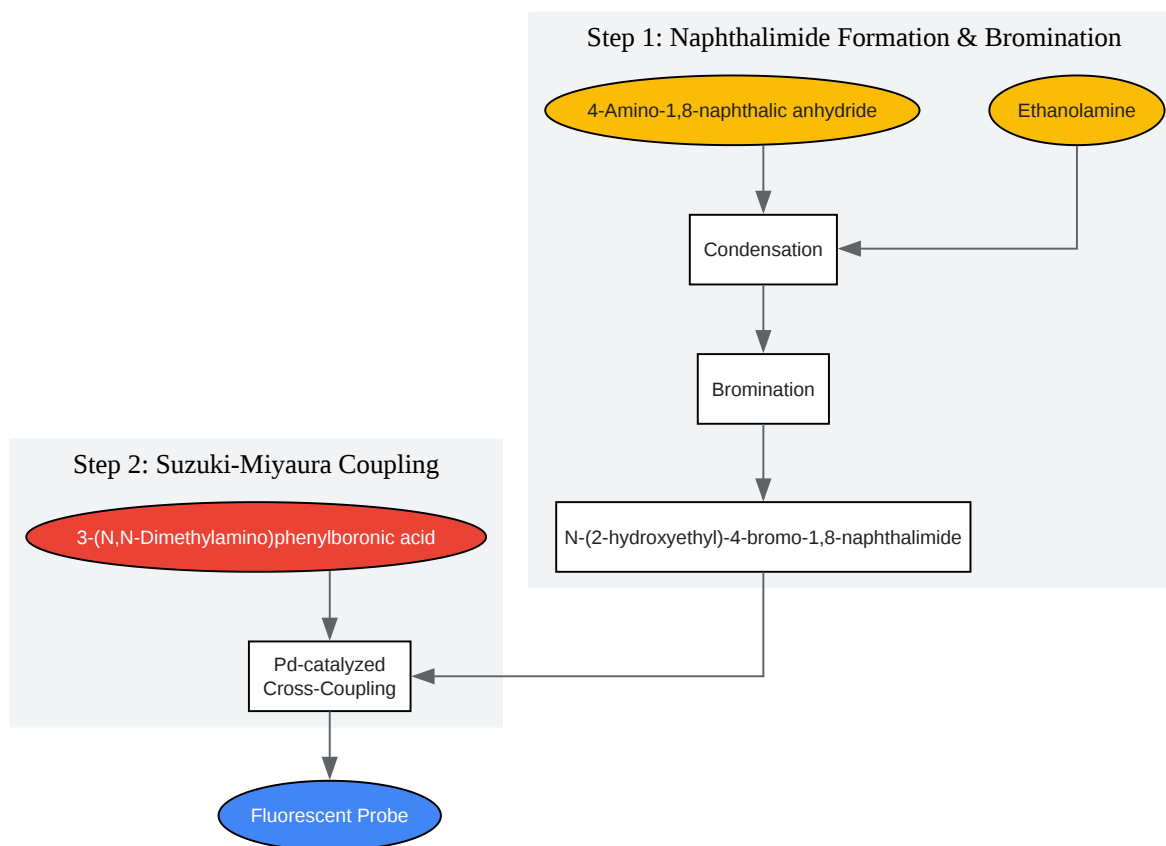 Step 1: Naphthalimide Formation & Bromination
4-Amino-1,8-naphthalic anhydride
Ethanolamine
Condensation
Bromination
N-(2-hydroxyethyl)-4-bromo-1,8-naphthalimide
Step 2: Suzuki-Miyaura Coupling
3-(N,N-Dimethylamino)phenylboronic acid
Pd-catalyzed
Cross-Coupling
Fluorescent Probe